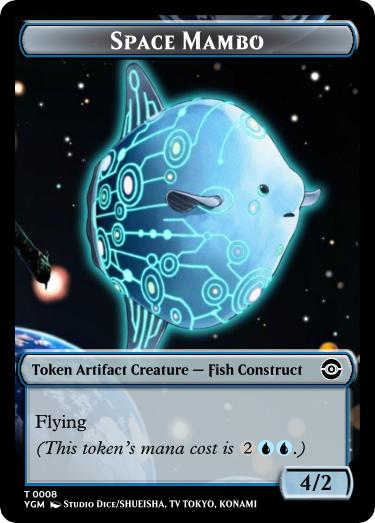 Space Mambo
Token Artifact Creature — Fish Construct
Flying
(This token's mana cost is 2.)
4/2
T 0008
YGM Studio Dice/SHUEISHA, TV TOKYO, KONAMI